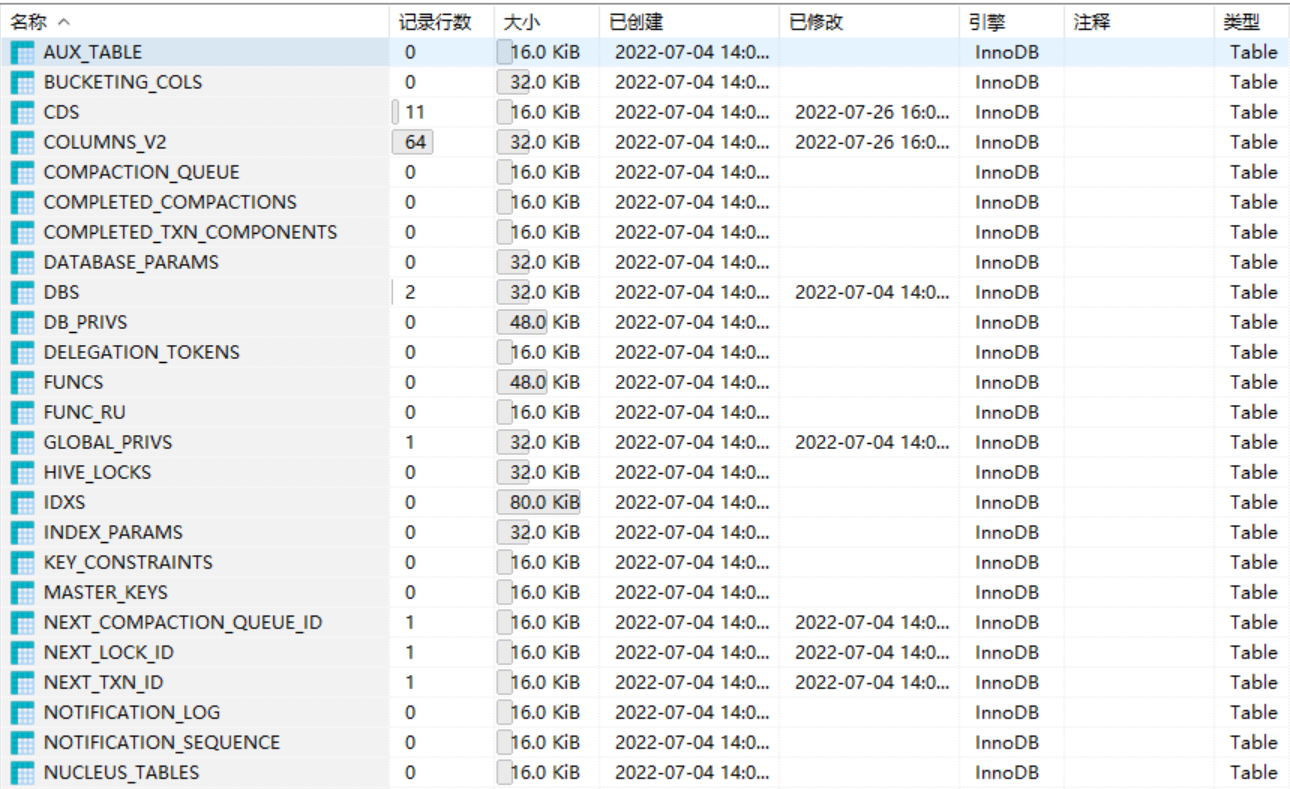 名称 记录行数 大小 已创建 已修改 引擎 注释 类型
AUX_TABLE 0 16.0 KiB 2022-07-04 14:0... InnoDB Table
BUCKETING_COLS 0 32.0 KiB 2022-07-04 14:0... InnoDB Table
CDS 11 16.0 KiB 2022-07-04 14:0... 2022-07-26 16:0... InnoDB Table
COLUMNS_V2 64 32.0 KiB 2022-07-04 14:0... 2022-07-26 16:0... InnoDB Table
COMPACTION_QUEUE 0 16.0 KiB 2022-07-04 14:0... InnoDB Table
COMPLETED_COMPACTIONS 0 16.0 KiB 2022-07-04 14:0... InnoDB Table
COMPLETED_TXN_COMPONENTS 0 16.0 KiB 2022-07-04 14:0... InnoDB Table
DATABASE_PARAMS 0 32.0 KiB 2022-07-04 14:0... InnoDB Table
DBS 2 32.0 KiB 2022-07-04 14:0... 2022-07-04 14:0... InnoDB Table
DB_PRIVS 0 48.0 KiB 2022-07-04 14:0... InnoDB Table
DELEGATION_TOKENS 0 16.0 KiB 2022-07-04 14:0... InnoDB Table
FUNCS 0 48.0 KiB 2022-07-04 14:0... InnoDB Table
FUNC_RU 0 16.0 KiB 2022-07-04 14:0... InnoDB Table
GLOBAL_PRIVS 1 32.0 KiB 2022-07-04 14:0... 2022-07-04 14:0... InnoDB Table
HIVE_LOCKS 0 32.0 KiB 2022-07-04 14:0... InnoDB Table
IDXS 0 80.0 KiB 2022-07-04 14:0... InnoDB Table
INDEX_PARAMS 0 32.0 KiB 2022-07-04 14:0... InnoDB Table
KEY_CONSTRAINTS 0 16.0 KiB 2022-07-04 14:0... InnoDB Table
MASTER_KEYS 0 16.0 KiB 2022-07-04 14:0... InnoDB Table
NEXT_COMPACTION_QUEUE_ID 1 16.0 KiB 2022-07-04 14:0... 2022-07-04 14:0... InnoDB Table
NEXT_LOCK_ID 1 16.0 KiB 2022-07-04 14:0... 2022-07-04 14:0... InnoDB Table
NEXT_TXN_ID 1 16.0 KiB 2022-07-04 14:0... 2022-07-04 14:0... InnoDB Table
NOTIFICATION_LOG 0 16.0 KiB 2022-07-04 14:0... InnoDB Table
NOTIFICATION_SEQUENCE 0 16.0 KiB 2022-07-04 14:0... InnoDB Table
NUCLEUS_TABLES 0 16.0 KiB 2022-07-04 14:0... InnoDB Table